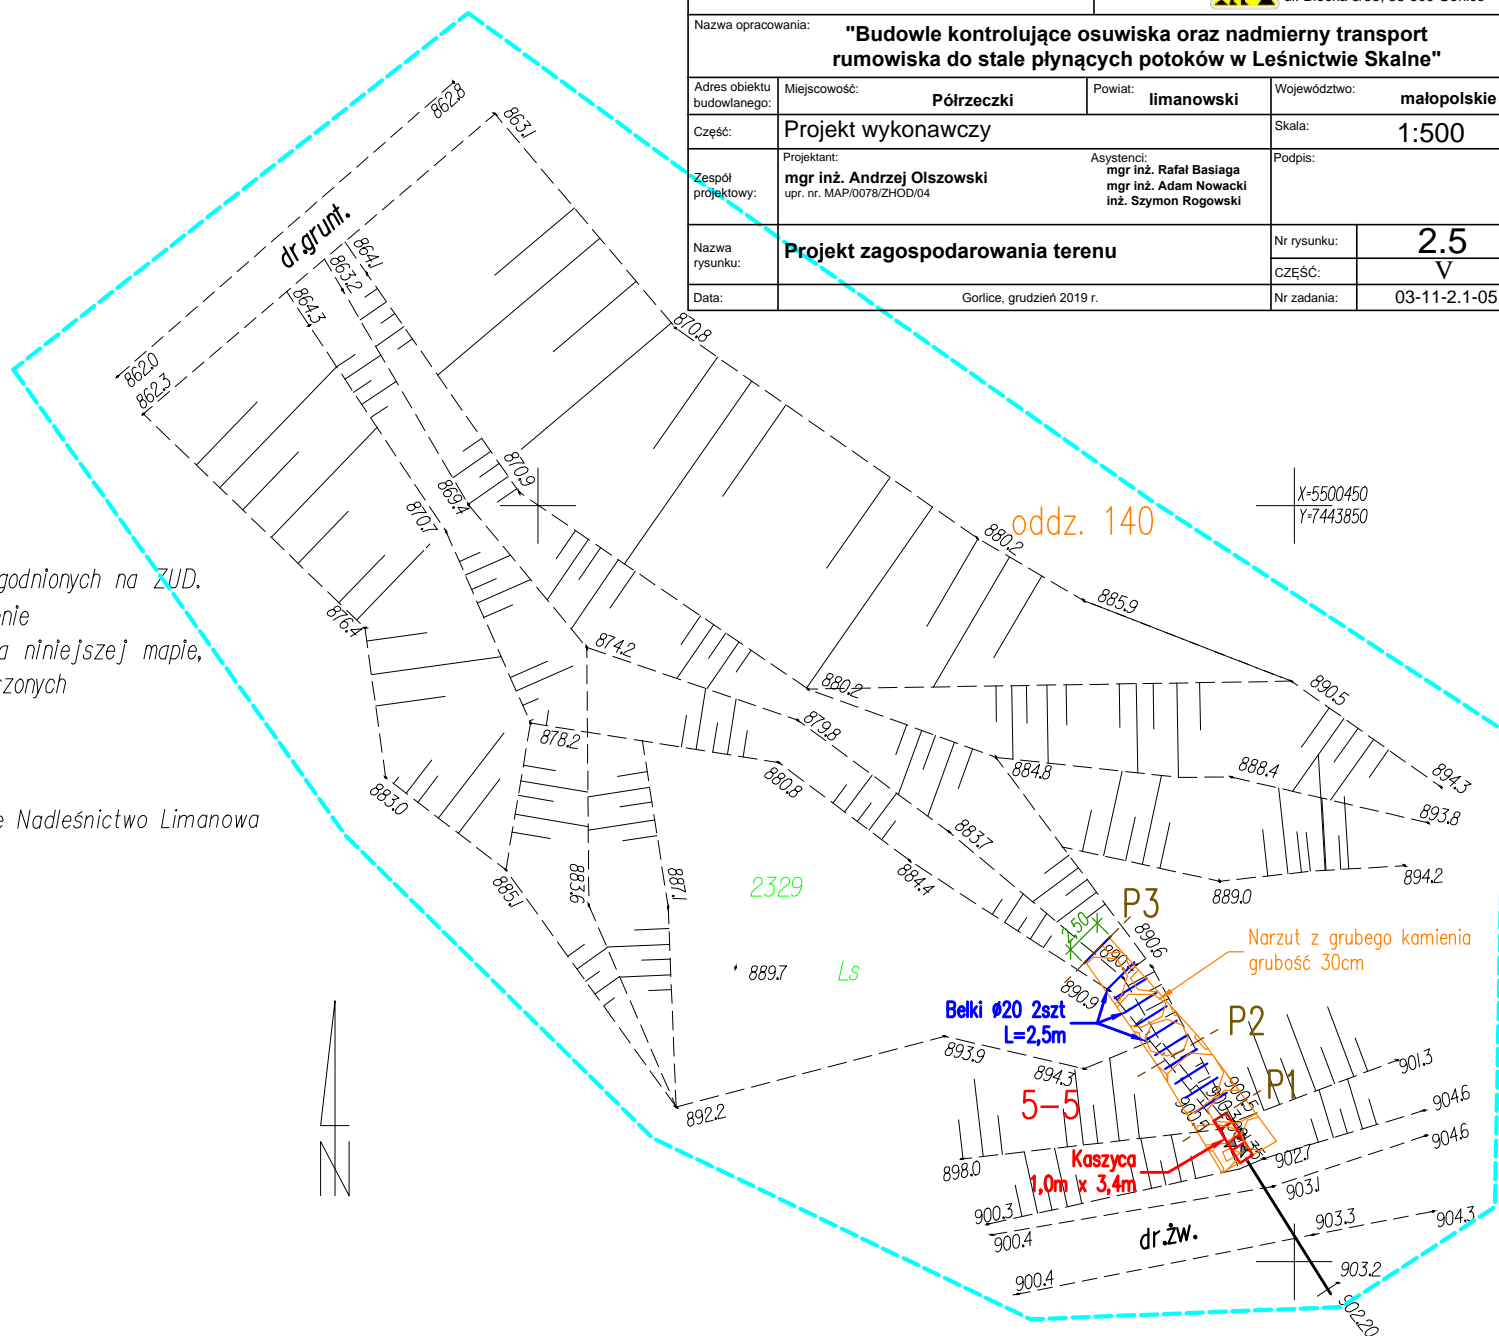 Nazwa opracowania:
"Budowle kontrolujące osuwiska oraz nadmierny transport
rumowiska do stale płynących potoków w Leśnictwie Skalne"
Adres obiektu
budowlanego:
Miejscowość:
Półrzeczki
Powiat:
limanowski
Województwo:
małopolskie
Część:
Projekt wykonawczy
Skala:
1:500
Zespół
projektowy:
Projektant:
mgr inż. Andrzej Olszowski
upr. nr. MAP/0078/ZHOD/04
Asystenci:
mgr inż. Rafał Basiaga
mgr inż. Adam Nowacki
inż. Szymon Rogowski
Podpis:
Nazwa
rysunku:
Projekt zagospodarowania terenu
Nr rysunku:
2.5
CZĘŚĆ:
V
Data:
Gorlice, grudzień 2019 r.
Nr zadania:
03-11-2.1-05
862.8
863.1
dr.grunt.
864.1
863.2
864.3
862.0
862.3
870.8
870.9
869.4
870.7
X=5500450
Y=7443850
oddz. 140
880.2
godnionych na ZUD.
enie
a niniejszej mapie,
czonych
885.9
876.4
874.2
880.2
890.5
879.8
878.2
880.8
884.8
888.4
894.3
893.8
883.0
e Nadleśnictwo Limanowa
883.7
884.4
885.1
883.6
887.1
2329
894.2
889.0
P3
2,50
890.6
Narzut z grubego kamienia
grubość 30cm
889.7
Ls
890.9
Belki ø20 2szt
L=2,5m
P2
893.9
894.3
901.3
P1
5-5
900.5
900.5
904.6
892.2
904.6
898.0
Kaszyca
1,0m x 3,4m
902.7
903.1
900.3
900.4
dr.żw.
903.3
904.3
900.4
903.2
902.20
N